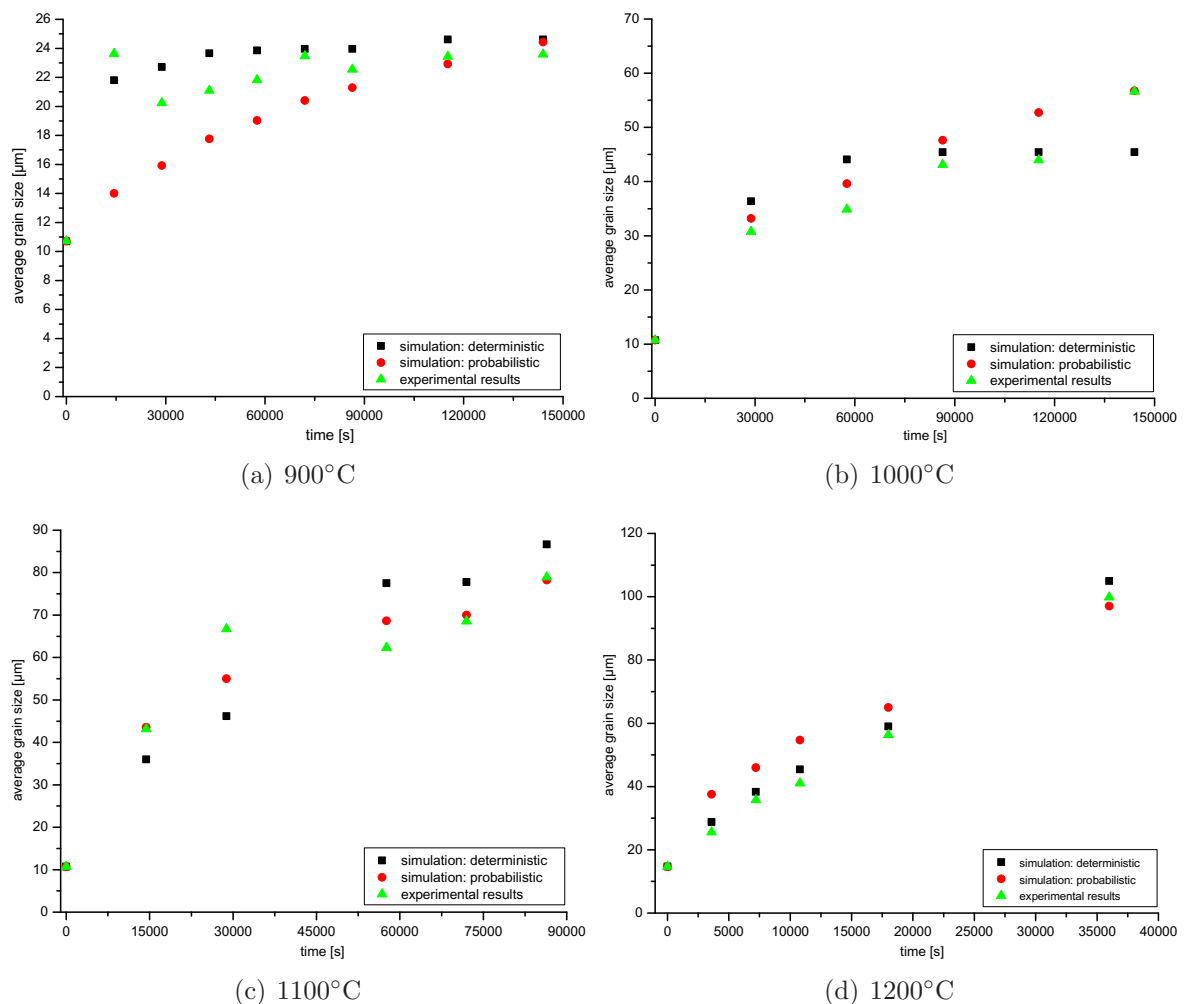 26
24
22
20
18
16
14
12
10
8
6
4
2
0
average grain size [µm]
simulation: deterministic
simulation: probabilistic
experimental results
0 30000 60000 90000 120000 150000
time [s]
(a) 900°C
70
60
50
40
30
20
10
0
average grain size [µm]
simulation: deterministic
simulation: probabilistic
experimental results
0 30000 60000 90000 120000 150000
time [s]
(b) 1000°C
90
80
70
60
50
40
30
20
10
0
average grain size [µm]
simulation: deterministic
simulation: probabilistic
experimental results
0 15000 30000 45000 60000 75000 90000
time [s]
(c) 1100°C
120
100
80
60
40
20
0
average grain size [µm]
simulation: deterministic
simulation: probabilistic
experimental results
0 5000 10000 15000 20000 25000 30000 35000 40000
time [s]
(d) 1200°C